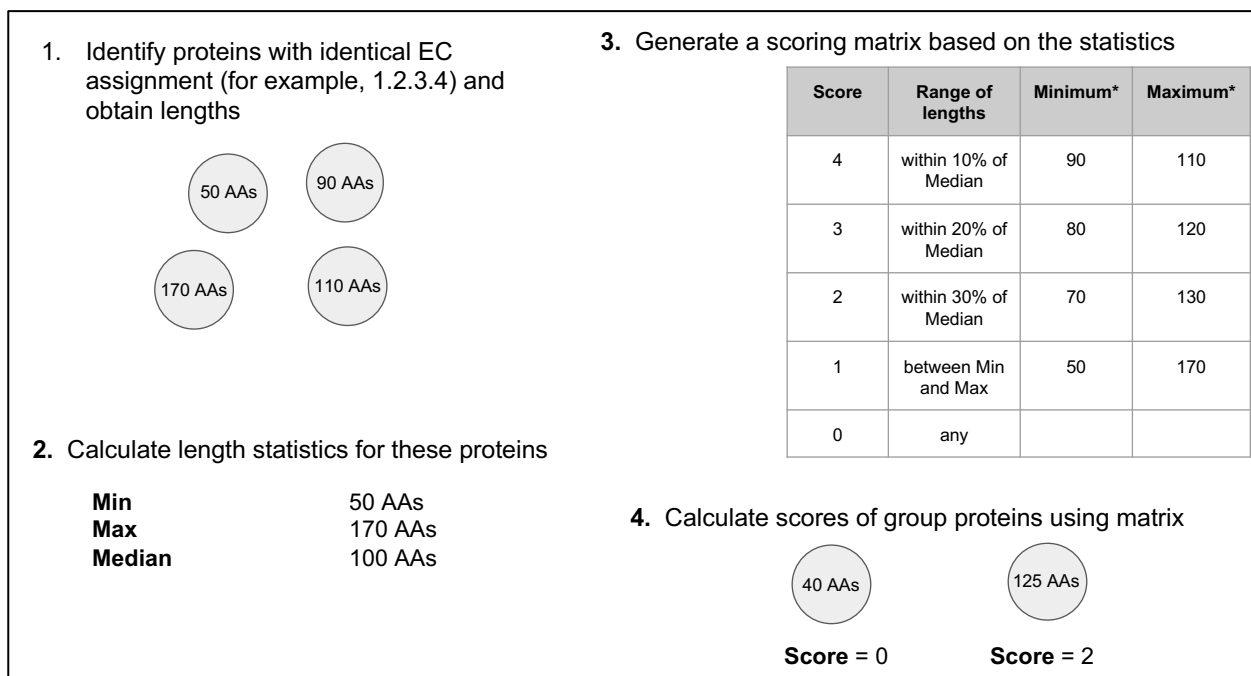 1. Identify proteins with identical EC
assignment (for example, 1.2.3.4) and
obtain lengths
50 AAs
90 AAs
170 AAs
110 AAs
2. Calculate length statistics for these proteins
Min 50 AAs
Max 170 AAs
Median 100 AAs
3. Generate a scoring matrix based on the statistics
Score Range of Minimum* Maximum*
lengths
4 within 10% of 90 110
Median
3 within 20% of 80 120
Median
2 within 30% of 70 130
Median
1 between Min 50 170
and Max
0 any
4. Calculate scores of group proteins using matrix
40 AAs 125 AAs
Score = 0 Score = 2